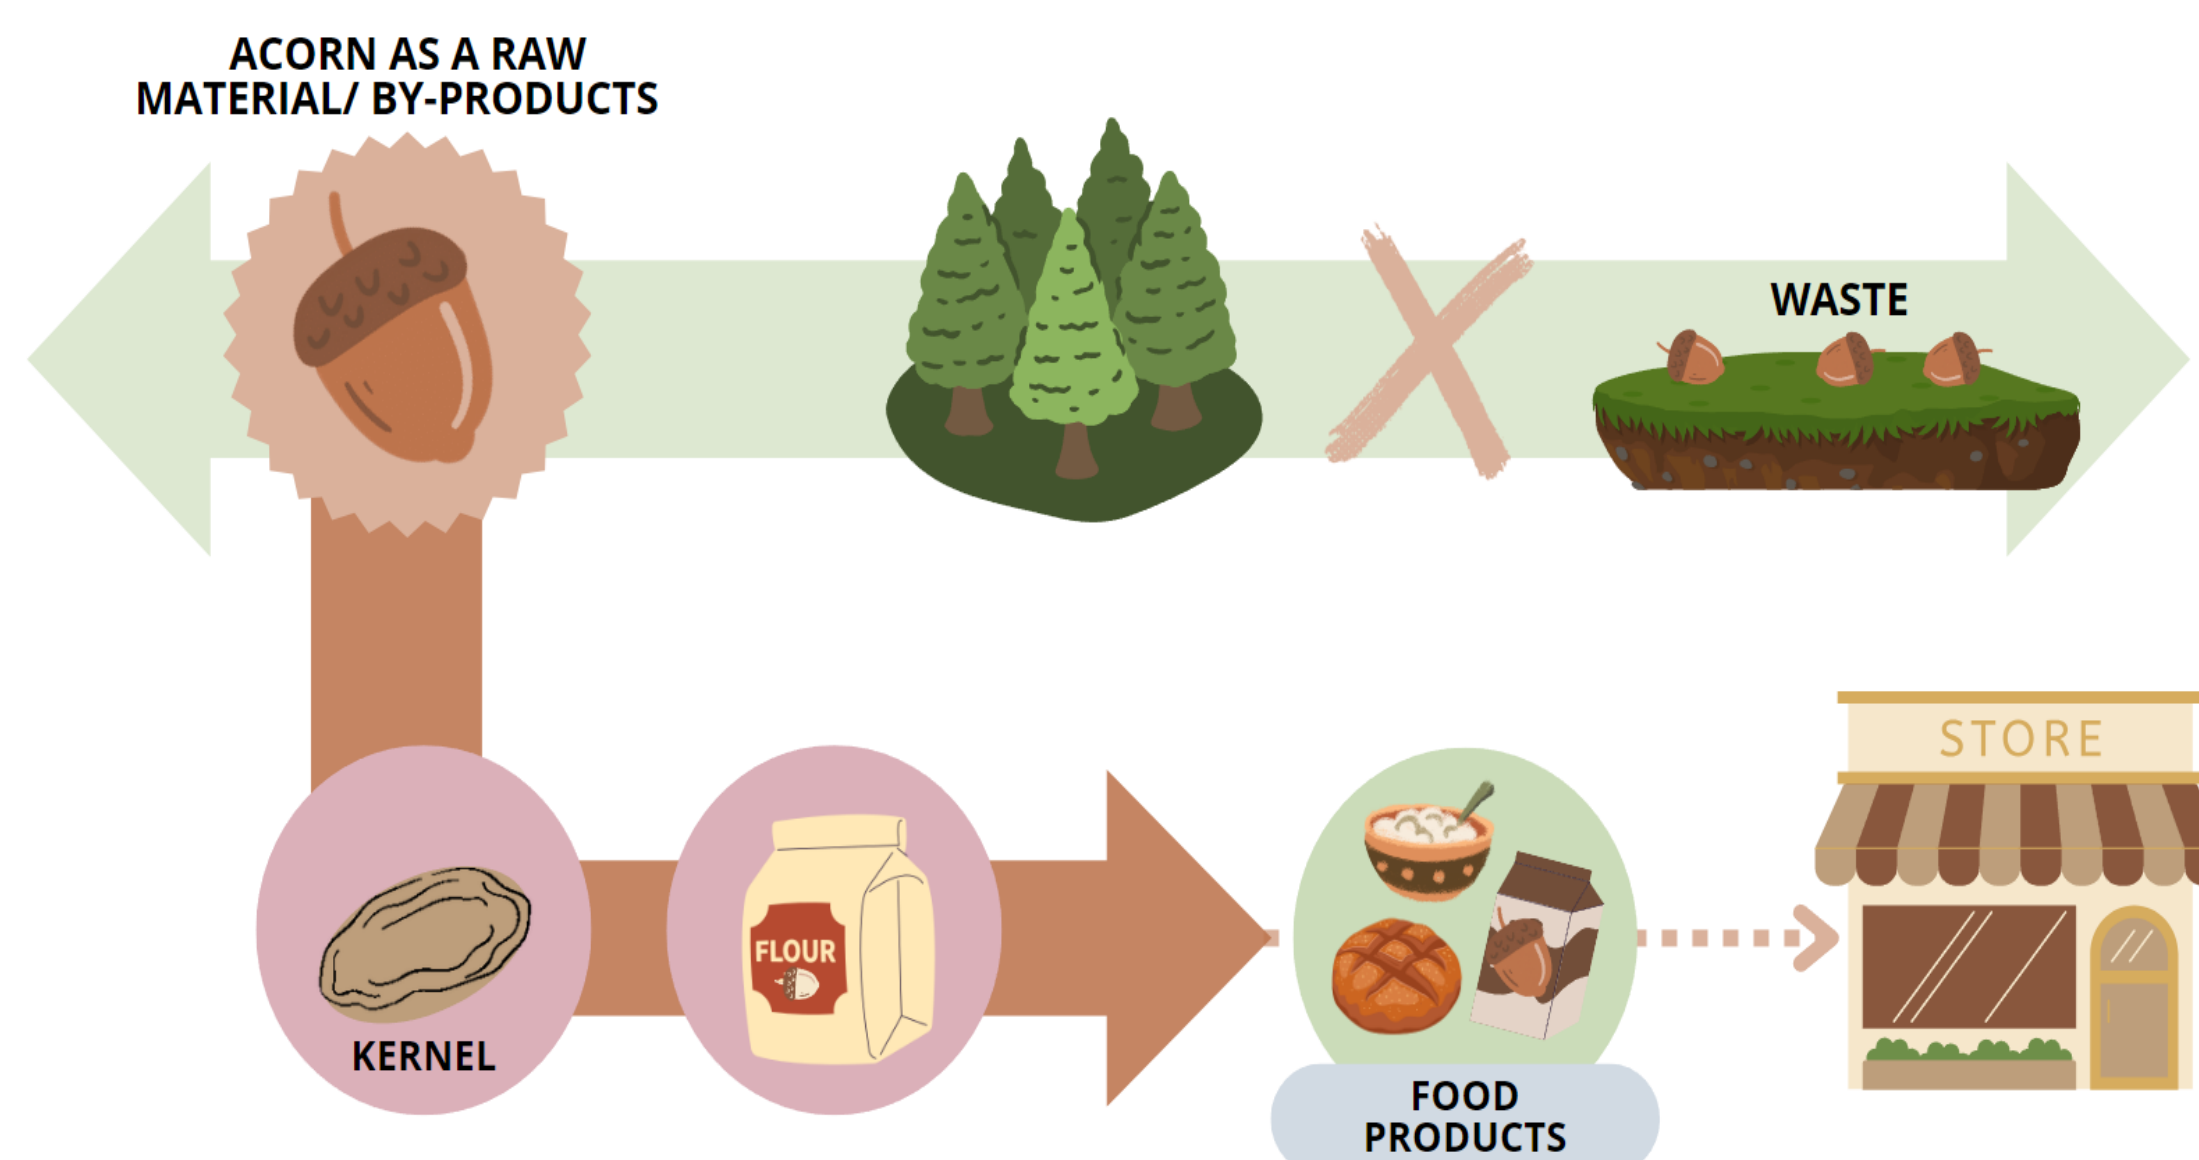 ACORN AS A RAW
MATERIAL/ BY-PRODUCTS
WASTE
STORE
FLOUR
KERNEL
FOOD
PRODUCTS